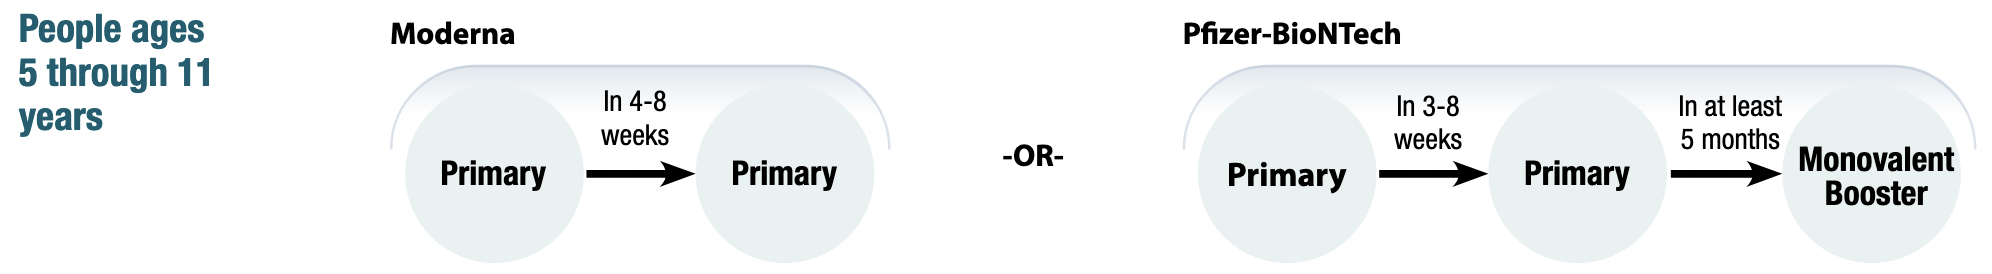 People ages
5 through 11
years
Moderna
Primary
In 4-8
weeks
Primary
-OR-
Pfizer-BioNTech
Primary
In 3-8
weeks
Primary
In at least
5 months
Monovalent
Booster